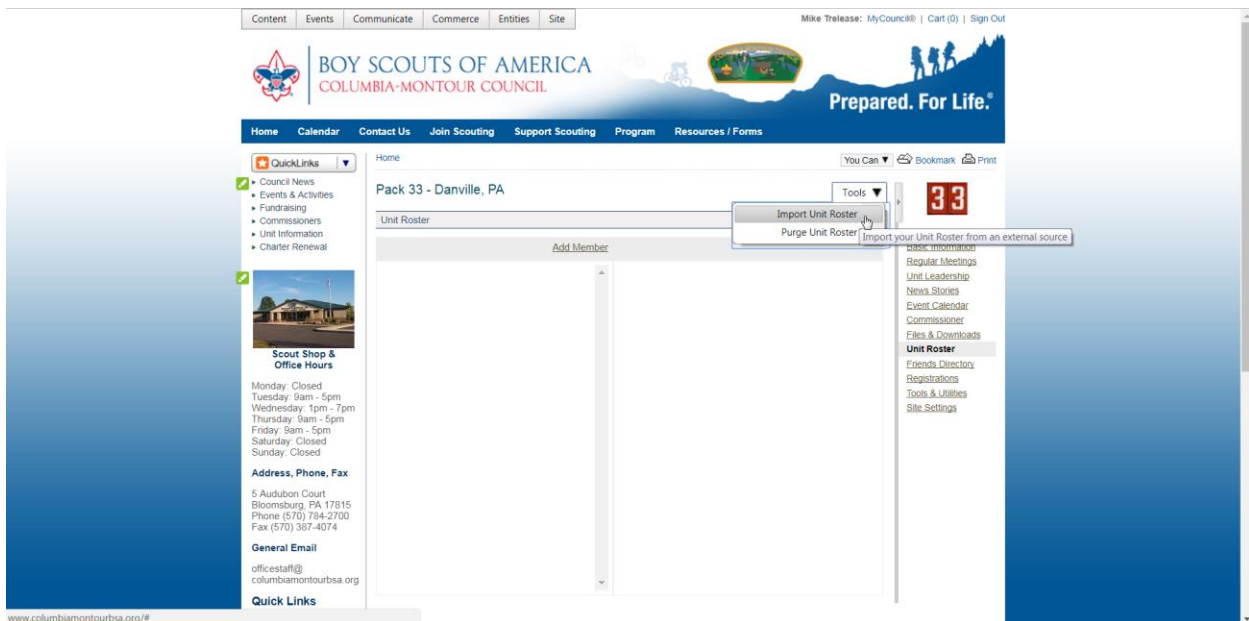 Content Events Communicate Commerce Entities Site
Mike Trelease: MyCouncil® | Cart (0) | Sign Out
BOY SCOUTS OF AMERICA
COLUMBIA-MONTOUR COUNCIL
Prepared. For Life.®
Home Calendar Contact Us Join Scouting Support Scouting Program Resources / Forms
QuickLinks ▼
Home
You Can ▼ Bookmark Print
Council News
Events & Activities
Fundraising
Commissioners
Unit Information
Charter Renewal
Pack 33 - Danville, PA
Tools ▼
33
Unit Roster
Import Unit Roster
Purge Unit Roster
Import your Unit Roster from an external source
Add Member
Basic Information
Regular Meetings
Unit Leadership
News Stories
Event Calendar
Commissioner
Files & Downloads
Unit Roster
Friends Directory
Registrations
Tools & Utilities
Site Settings
Scout Shop &
Office Hours
Monday: Closed
Tuesday: 9am - 5pm
Wednesday: 1pm - 7pm
Thursday: 9am - 5pm
Friday: 9am - 5pm
Saturday: Closed
Sunday: Closed
Address, Phone, Fax
5 Audubon Court
Bloomsburg, PA 17815
Phone (570) 784-2700
Fax (570) 387-4074
General Email
officestaff@
columbiamontourbsa.org
Quick Links
www.columbiamontourbsa.org/#